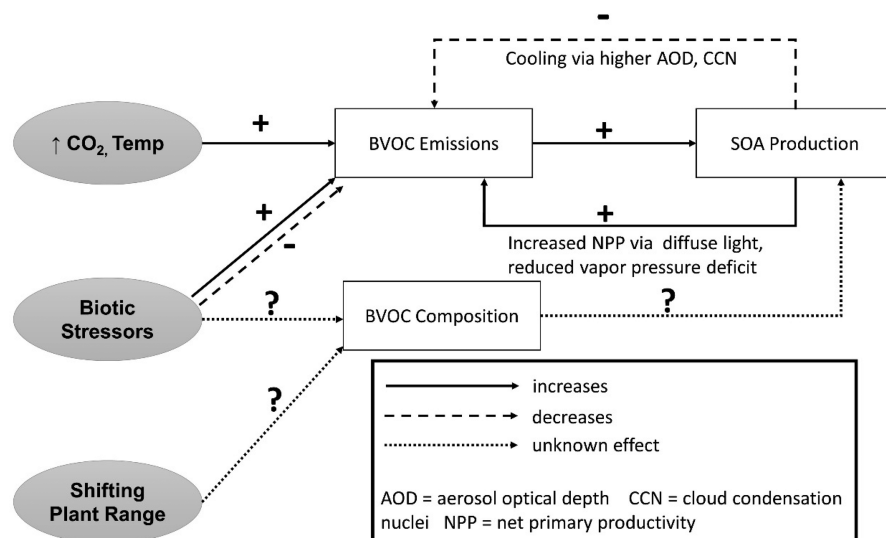 -
Cooling via higher AOD, CCN
↑ CO2, Temp
+
BVOC Emissions
+
SOA Production
+
-
+
Increased NPP via diffuse light,
reduced vapor pressure deficit
Biotic
Stressors
?
BVOC Composition
?
?
Shifting
Plant Range
increases
decreases
unknown effect
AOD = aerosol optical depth CCN = cloud condensation
nuclei NPP = net primary productivity